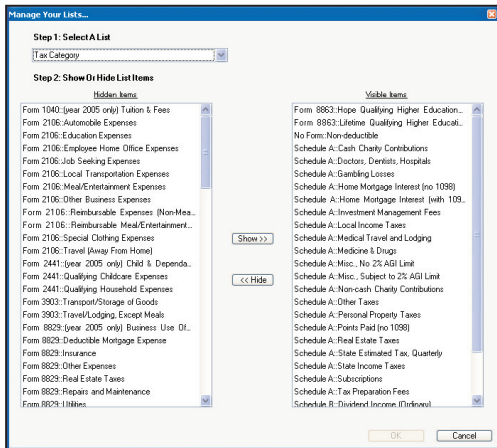 Manage Your Lists...
Step 1: Select A List
Tax Category
Step 2: Show Or Hide List Items
Hidden Items
Form 1040::(year 2005 only) Tuition & Fees
Form 2106::Automobile Expenses
Form 2106::Education Expenses
Form 2106::Employee Home Office Expenses
Form 2106::Job Seeking Expenses
Form 2106::Local Transportation Expenses
Form 2106::Meal/Entertainment Expenses
Form 2106::Other Business Expenses
Form 2106::Reimbursable Expenses (Non-Mea...
Form 2106::Reimbursable Meal/Entertainment...
Form 2106::Special Clothing Expenses
Form 2106::Travel (Away From Home)
Form 2441::(year 2005 only) Child & Dependa...
Form 2441::Qualifying Childcare Expenses
Form 2441::Qualifying Household Expenses
Form 3903::Transport/Storage of Goods
Form 3903::Travel/Lodging, Except Meals
Form 8829::(year 2005 only) Business Use Of...
Form 8829::Deductible Mortgage Expense
Form 8829::Insurance
Form 8829::Other Expenses
Form 8829::Real Estate Taxes
Form 8829::Repairs and Maintenance
Form 8829::Utilities
Show >>
<< Hide
Visible Items
Form 8863::Hope Qualifying Higher Education...
Form 8863::Lifetime Qualifying Higher Educati...
No Form::Non-deductible
Schedule A::Cash Charity Contributions
Schedule A::Doctors, Dentists, Hospitals
Schedule A::Gambling Losses
Schedule A::Home Mortgage Interest (no 1098)
Schedule A::Home Mortgage Interest (with 109...
Schedule A::Investment Management Fees
Schedule A::Local Income Taxes
Schedule A::Medical Travel and Lodging
Schedule A::Medicine & Drugs
Schedule A::Misc., No 2% AGI Limit
Schedule A::Misc., Subject to 2% AGI Limit
Schedule A::Non-cash Charity Contributions
Schedule A::Other Taxes
Schedule A::Personal Property Taxes
Schedule A::Points Paid (no 1098)
Schedule A::Real Estate Taxes
Schedule A::State Estimated Tax, Quarterly
Schedule A::State Income Taxes
Schedule A::Subscriptions
Schedule A::Tax Preparation Fees
Schedule B::Dividend Income (Ordinary)
OK
Cancel